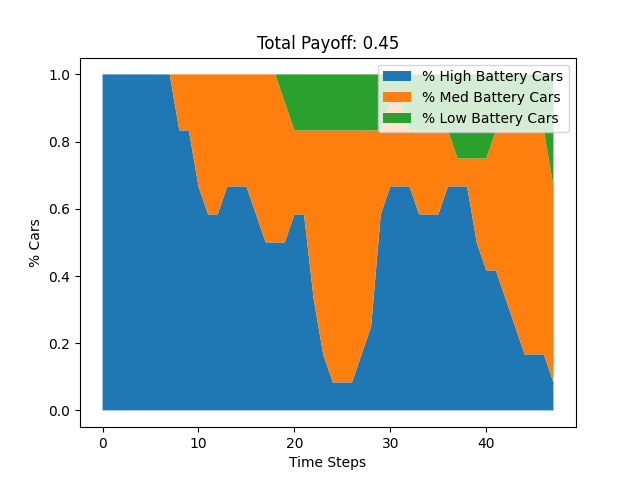 Total Payoff: 0.45
% High Battery Cars
% Med Battery Cars
% Low Battery Cars
% Cars
1.0
0.8
0.6
0.4
0.2
0.0
0 10 20 30 40
Time Steps